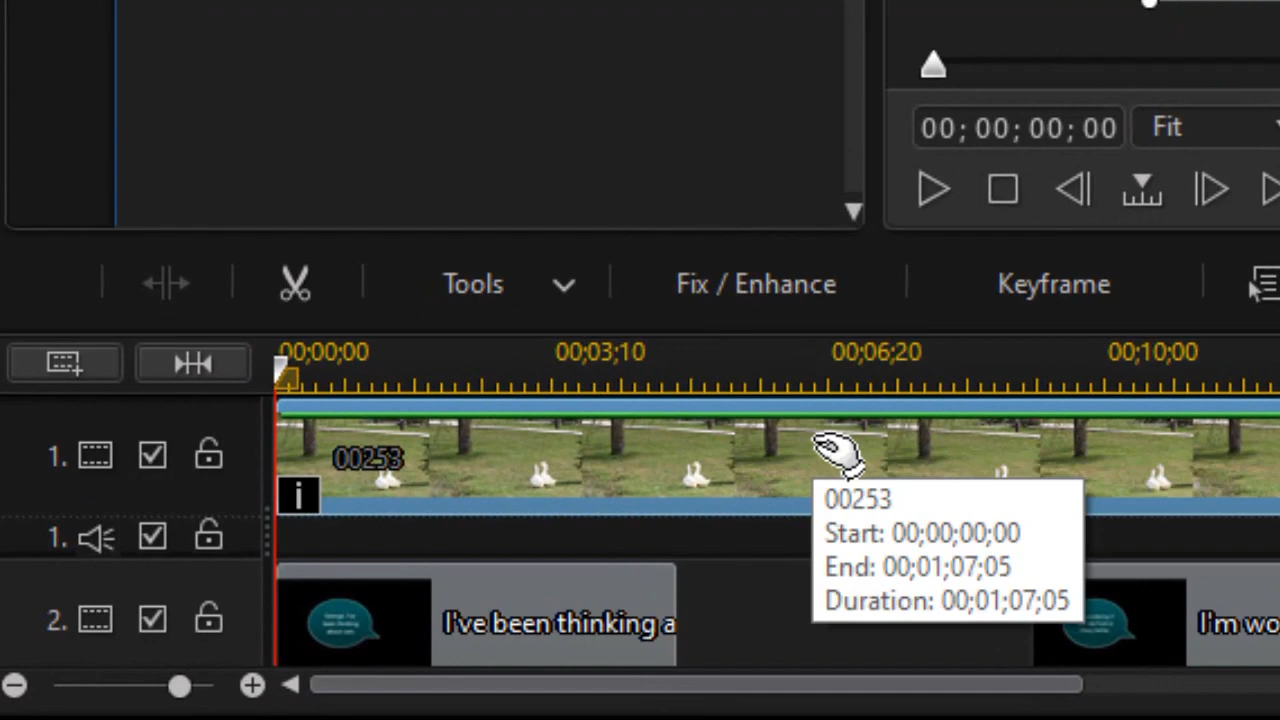 00; 00; 00; 00 Fit
Tools Fix / Enhance Keyframe
00;00;00 00;03;10 00;06;20 00;10;00
1. 00253
i
00253
Start: 00;00;00;00
1.
End: 00;01;07;05
Duration: 00;01;07;05
2. I've been thinking a I'm wo